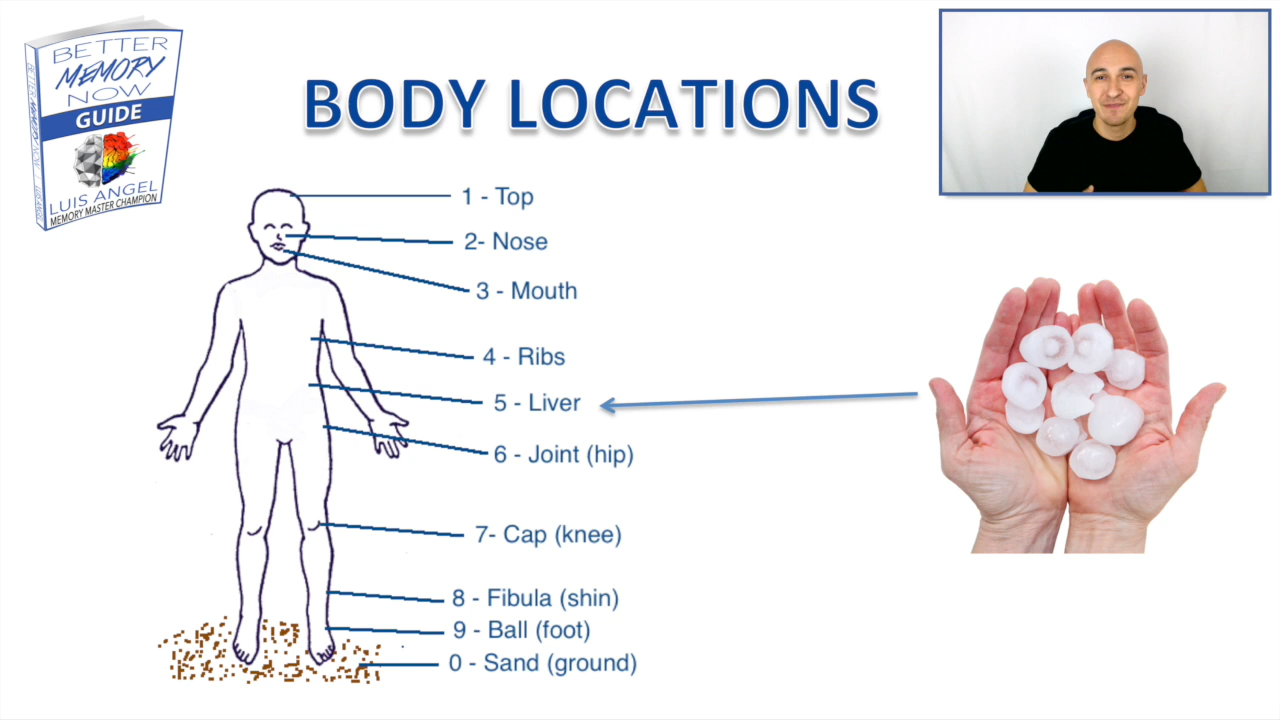 BETTER
MEMORY
NOW
GUIDE
LUIS ANGEL
MEMORY MASTER CHAMPION
BODY LOCATIONS
1 - Top
2- Nose
3 - Mouth
4 - Ribs
5 - Liver
6 - Joint (hip)
7- Cap (knee)
8 - Fibula (shin)
9 - Ball (foot)
0 - Sand (ground)